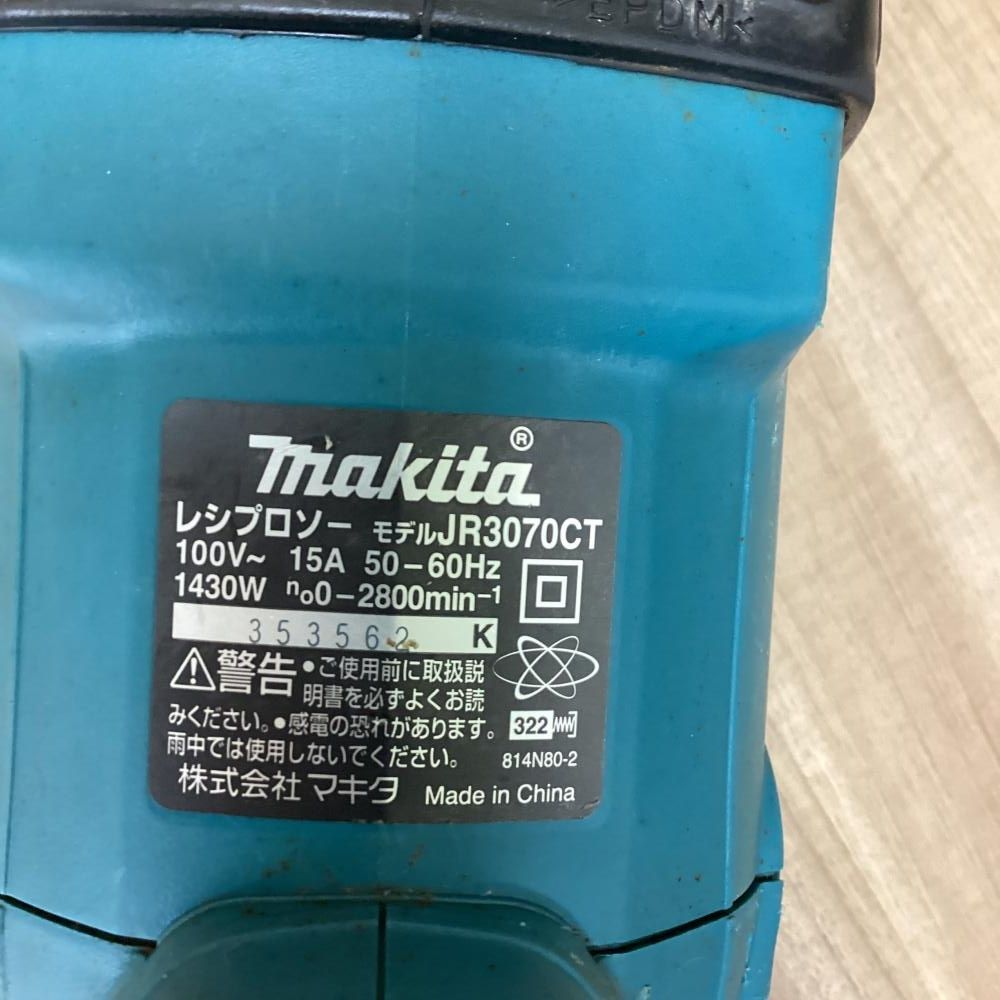 >EPDM<
makita®
レシプロソー モデルJR3070CT
100V~ 15A 50-60Hz
1430W n₀0-2800min⁻¹
353562 K
警告 ●ご使用前に取扱説
明書を必ずよくお読
みください。●感電の恐れがあります。
雨中では使用しないでください。
322
814N80-2
株式会社 マキタ Made in China